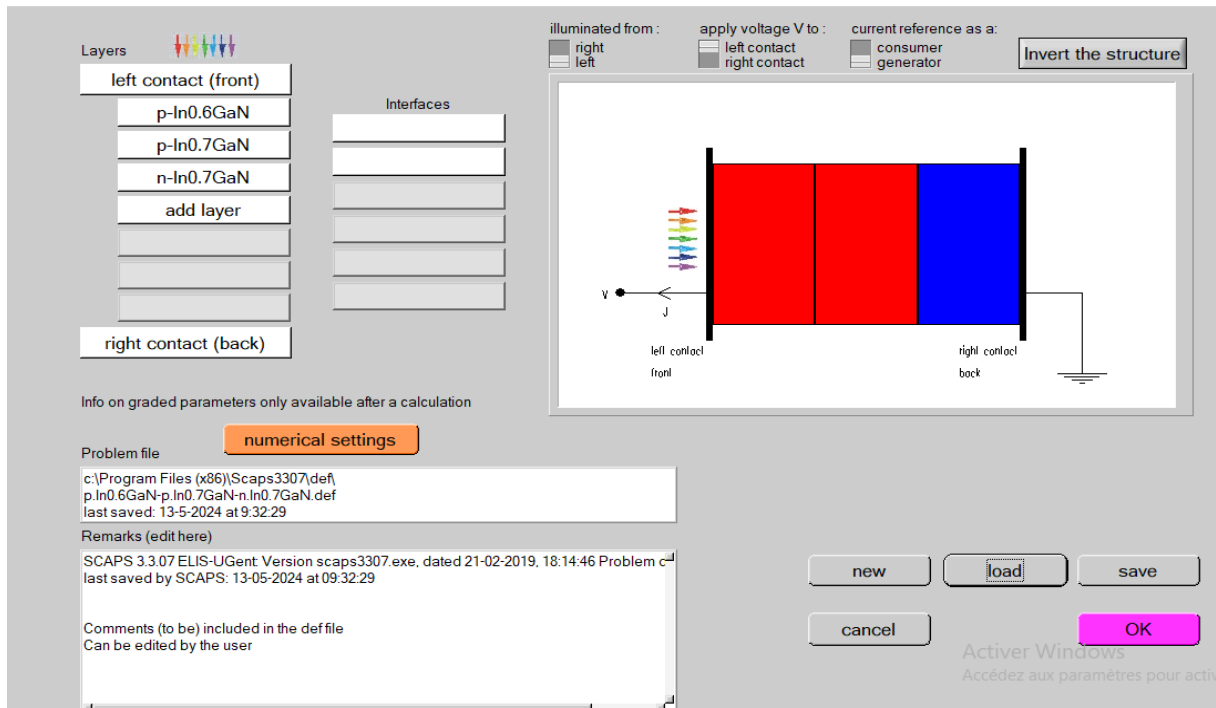 illuminated from :
right
left
apply voltage V to :
left contact
right contact
current reference as a:
consumer
generator
Invert the structure
Layers
left contact (front)
p-In0.6GaN
p-In0.7GaN
n-In0.7GaN
add layer
right contact (back)
Interfaces
V
J
left contact
front
right contact
back
Info on graded parameters only available after a calculation
numerical settings
Problem file
c:\Program Files (x86)\Scaps3307\def\
p.In0.6GaN-p.In0.7GaN-n.In0.7GaN.def
last saved: 13-5-2024 at 9:32:29
Remarks (edit here)
SCAPS 3.3.07 ELIS-UGent: Version scaps3307.exe, dated 21-02-2019, 18:14:46 Problem
last saved by SCAPS: 13-05-2024 at 09:32:29
Comments (to be) included in the def file
Can be edited by the user
new
load
save
cancel
OK
Activer Windows
Accédez aux paramètres pour activ